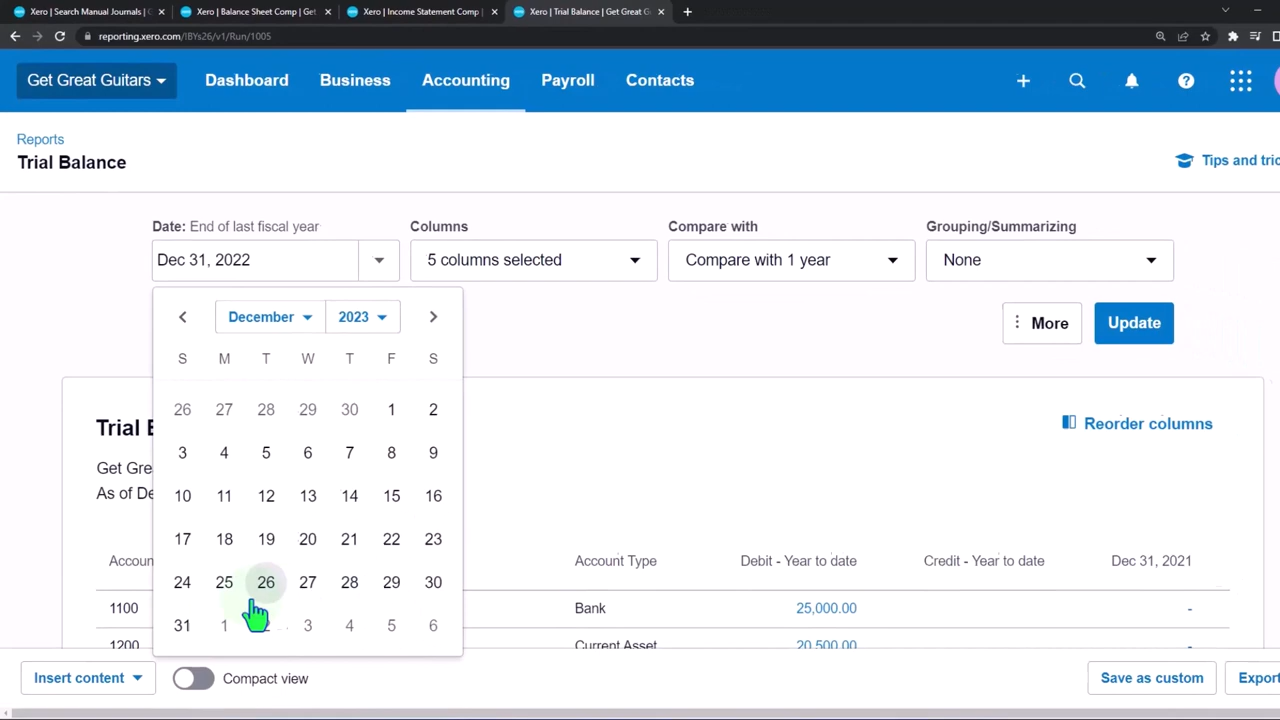 Xero | Search Manual Journals |
Xero | Balance Sheet Comp | Get
Xero | Income Statement Comp |
Xero | Trial Balance | Get Great G
reporting.xero.com/!BYs26/v1/Run/1005
Get Great Guitars
Dashboard
Business
Accounting
Payroll
Contacts
Reports
Trial Balance
Tips and tric
Date: End of last fiscal year
Columns
Compare with
Grouping/Summarizing
Dec 31, 2022
5 columns selected
Compare with 1 year
None
December 2023
More
Update
S M T W T F S
26 27 28 29 30 1 2
3 4 5 6 7 8 9
10 11 12 13 14 15 16
17 18 19 20 21 22 23
24 25 26 27 28 29 30
31 1 3 4 5 6
Trial B
Reorder columns
Get Gre
As of De
Accoun
Account Type
Debit - Year to date
Credit - Year to date
Dec 31, 2021
1100
Bank
25,000.00
-
-
1200
Current Asset
20,500.00
Insert content
Compact view
Save as custom
Export